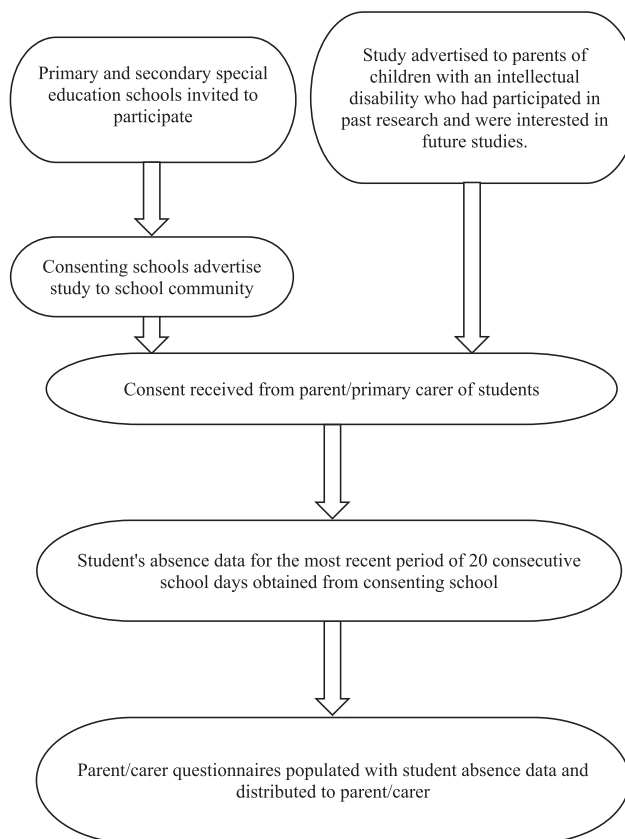 Primary and secondary special
education schools invited to
participate
Study advertised to parents of
children with an intellectual
disability who had participated in
past research and were interested in
future studies.
Consenting schools advertise
study to school community
Consent received from parent/primary carer of students
Student's absence data for the most recent period of 20 consecutive
school days obtained from consenting school
Parent/carer questionnaires populated with student absence data and
distributed to parent/carer